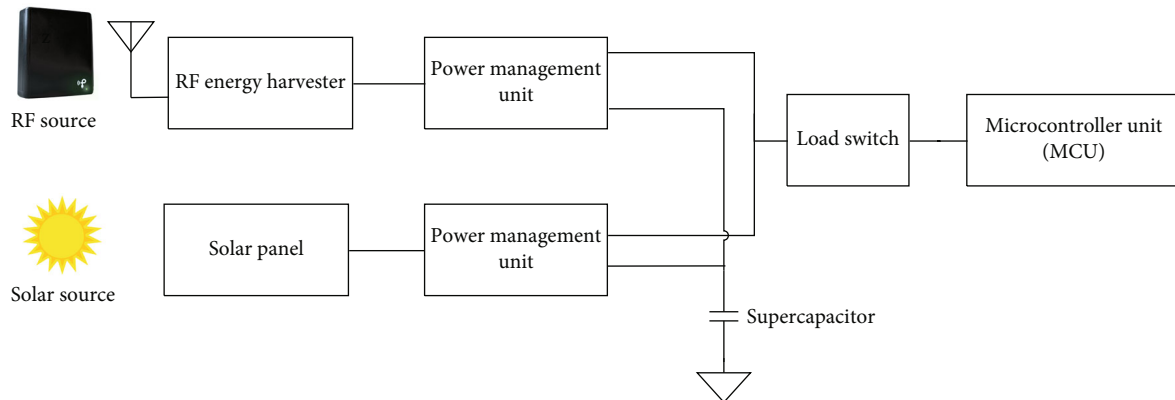 RF source
RF energy harvester
Power management
unit
Load switch
Microcontroller unit
(MCU)
Solar source
Solar panel
Power management
unit
Supercapacitor